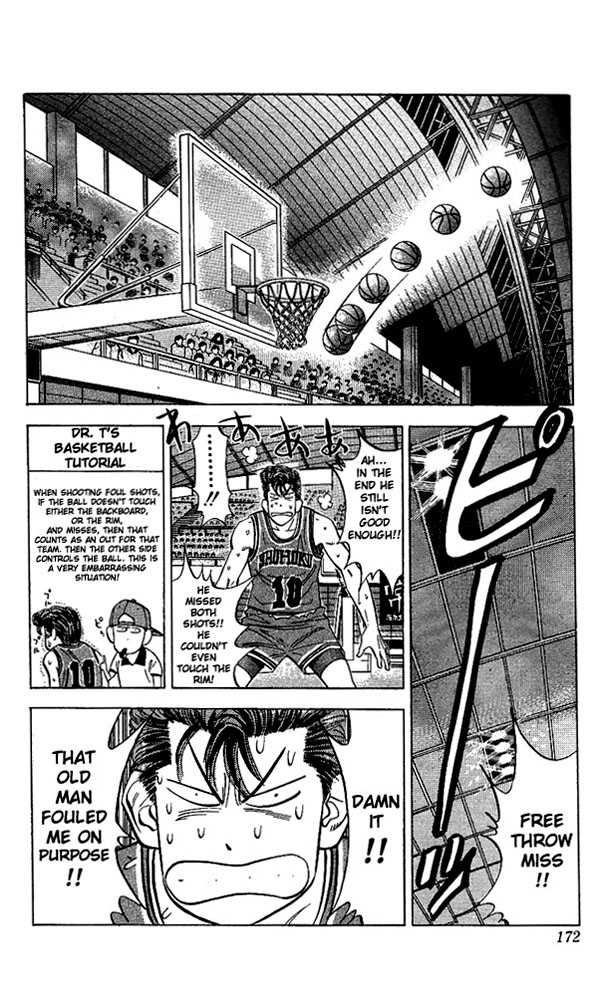 ピーッ
FREE
THROW
MISS
!!
わあああ
AH...
IN THE
END HE
STILL
ISN'T
GOOD
ENOUGH!!
!!
HE
MISSED
BOTH
SHOTS!!
HE
COULDN'T
EVEN
TOUCH
THE RIM!
SHOHOKU
10
DR. T'S
BASKETBALL
TUTORIAL
WHEN SHOOTING FOUL SHOTS,
IF THE BALL DOESN'T TOUCH
EITHER THE BACKBOARD,
OR THE RIM,
AND MISSES, THEN THAT
COUNTS AS AN OUT FOR THAT
TEAM. THEN THE OTHER SIDE
CONTROLS THE BALL. THIS IS
A VERY EMBARRASSING
SITUATION!
10
DAMN
IT
!!
THAT
OLD
MAN
FOULED
ME ON
PURPOSE
!!
172